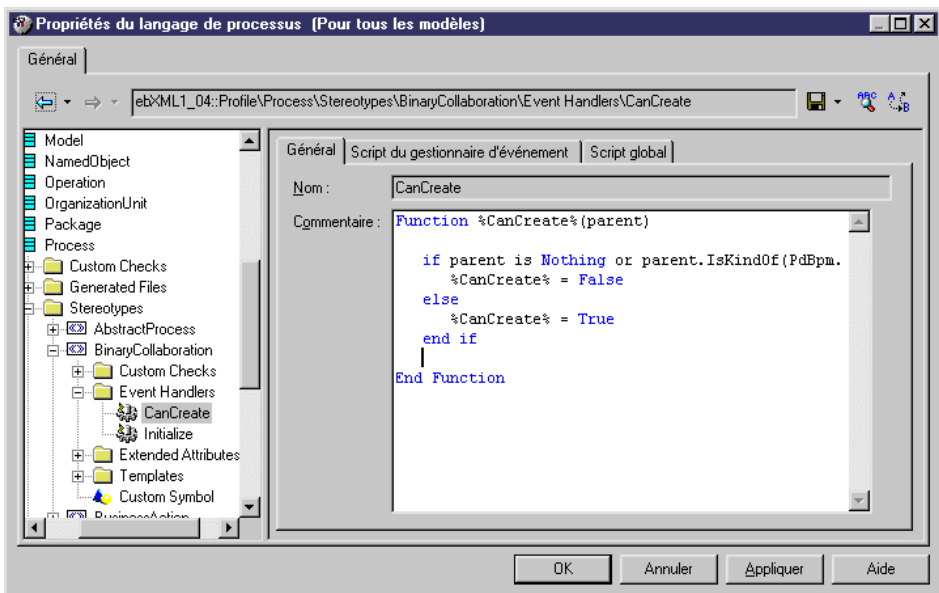 Propriétés du langage de processus (Pour tous les modèles)
Général
ebXML1_04::Profile\Process\Stereotypes\BinaryCollaboration\Event Handlers\CanCreate
ABC
A
B
Model
NamedObject
Operation
OrganizationUnit
Package
Process
Custom Checks
Generated Files
Stereotypes
AbstractProcess
BinaryCollaboration
Custom Checks
Event Handlers
CanCreate
Initialize
Extended Attributes
Templates
Custom Symbol
BusinessAction
Général
Script du gestionnaire d'événement
Script global
Nom :
CanCreate
Commentaire :
Function %CanCreate%(parent)
if parent is Nothing or parent.IsKindOf(PdBpm.
%CanCreate% = False
else
%CanCreate% = True
end if
End Function
OK
Annuler
Appliquer
Aide